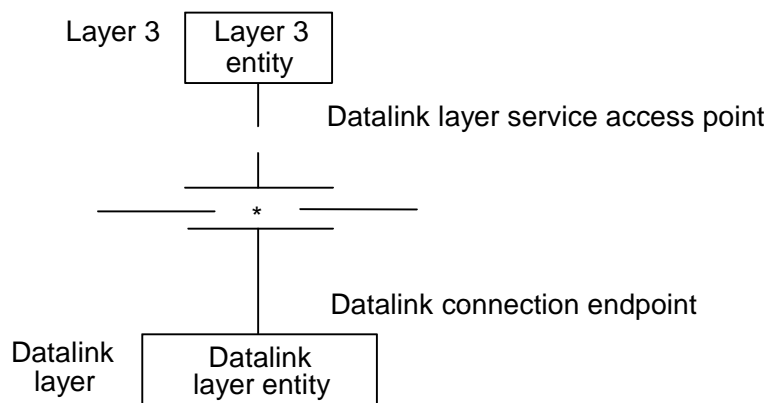 Layer 3
Layer 3
entity
Datalink layer service access point
*
Datalink connection endpoint
Datalink
layer
Datalink
layer entity